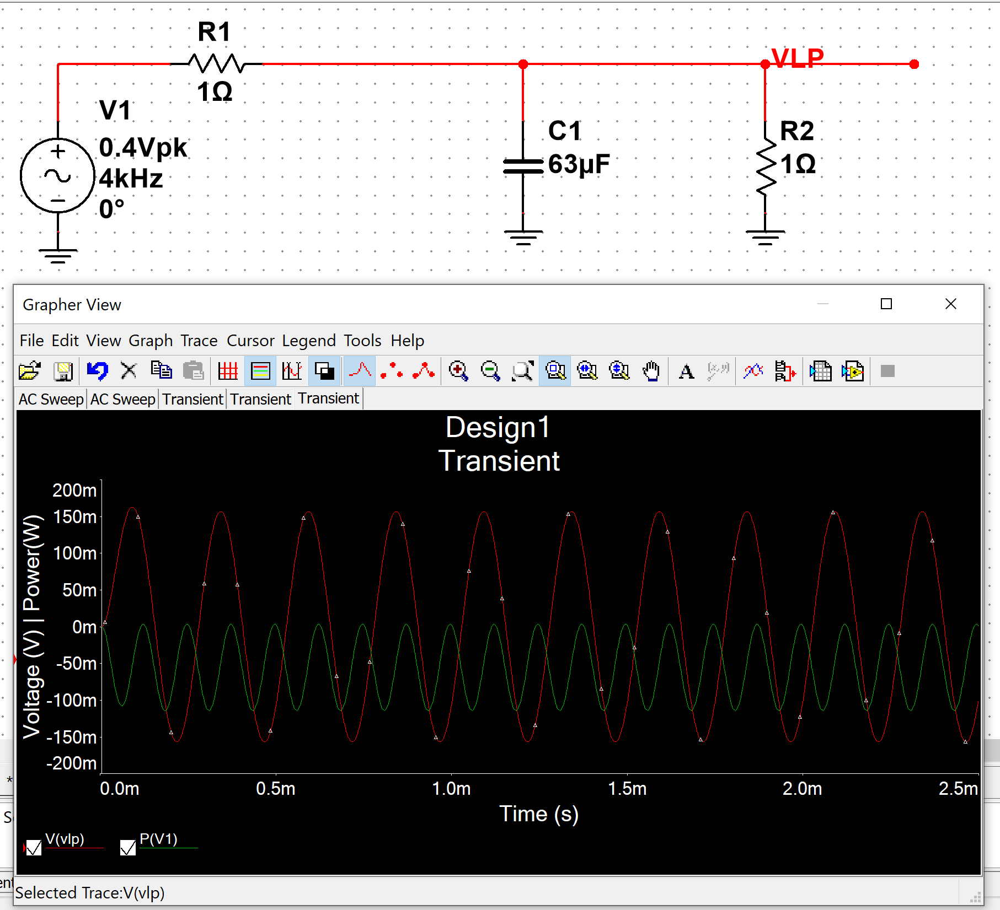 R1
1Ω
VLP
V1
0.4Vpk
4kHz
0°
C1
63µF
R2
1Ω
Grapher View
File Edit View Graph Trace Cursor Legend Tools Help
AC Sweep AC Sweep Transient Transient Transient
Design1
Transient
Voltage (V) | Power(W)
200m
150m
100m
50m
0m
-50m
-100m
-150m
-200m
0.0m 0.5m 1.0m 1.5m 2.0m 2.5m
Time (s)
V(vlp) P(V1)
Selected Trace:V(vlp)